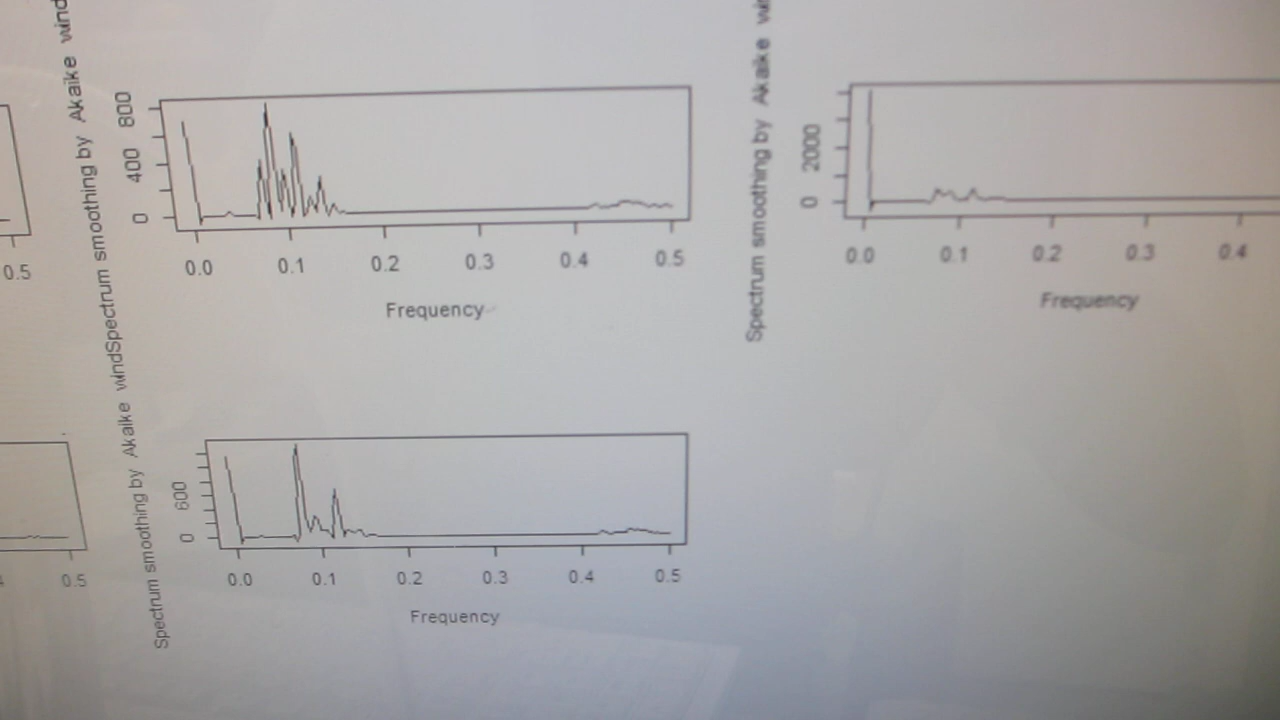 Spectrum smoothing by Akaike wind
800
400
0
0.0 0.1 0.2 0.3 0.4 0.5
Frequency
0.5
Spectrum smoothing by Akaike
2000
0
0.0 0.1 0.2 0.3 0.4
Frequency
Spectrum smoothing by Akaike wind
600
0
0.0 0.1 0.2 0.3 0.4 0.5
Frequency
0.5